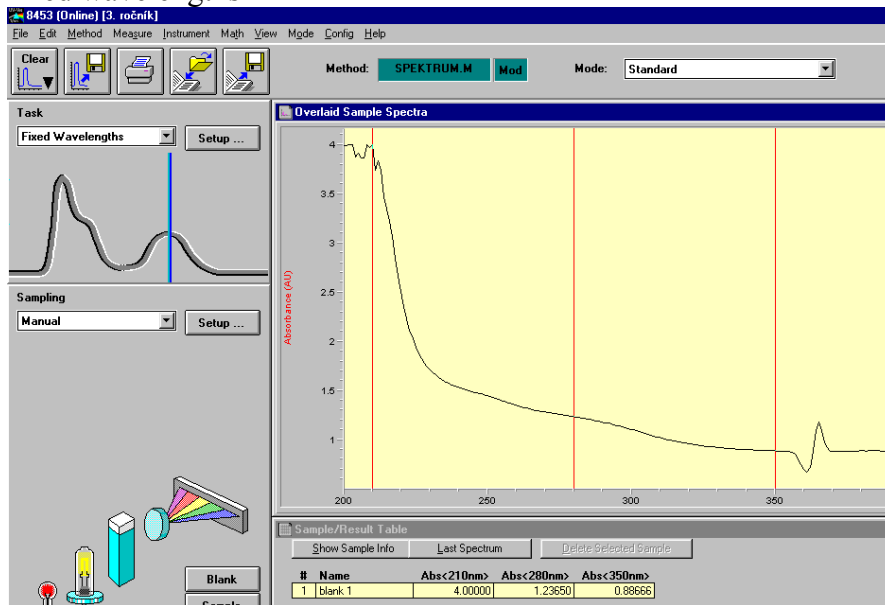 8453 (Online) [3. ročník]
File Edit Method Measure Instrument Math View Mode Config Help
Clear
Method: SPEKTRUM.M Mod Mode: Standard
Task
Fixed Wavelengths Setup ...
Sampling
Manual Setup ...
Blank
Sample
Overlaid Sample Spectra
Absorbance (AU)
4
3.5
3
2.5
2
1.5
1
200 250 300 350
Sample/Result Table
Show Sample Info Last Spectrum Delete Selected Sample
# Name Abs<210nm> Abs<280nm> Abs<350nm>
1 blank 1 4.00000 1.23650 0.88666